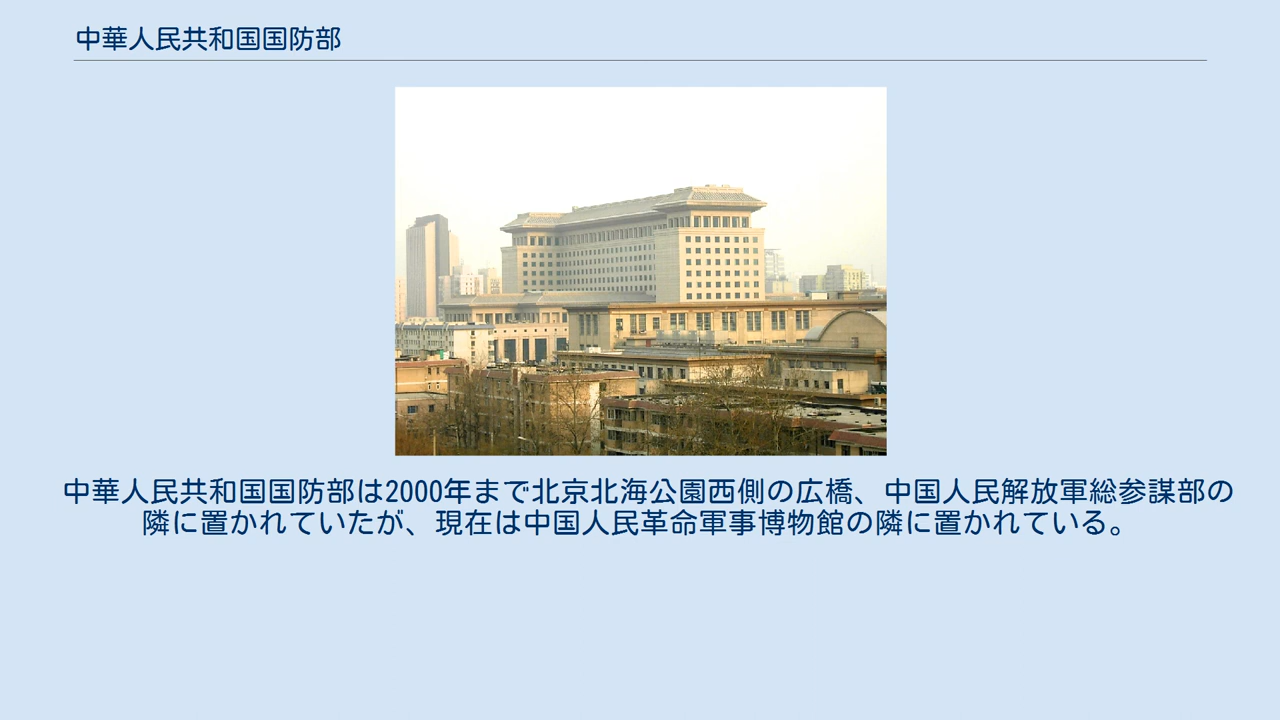 中華人民共和国国防部
中華人民共和国国防部は2000年まで北京北海公園西側の広橋、中国人民解放軍総参謀部の
隣に置かれていたが、現在は中国人民革命軍事博物館の隣に置かれている。